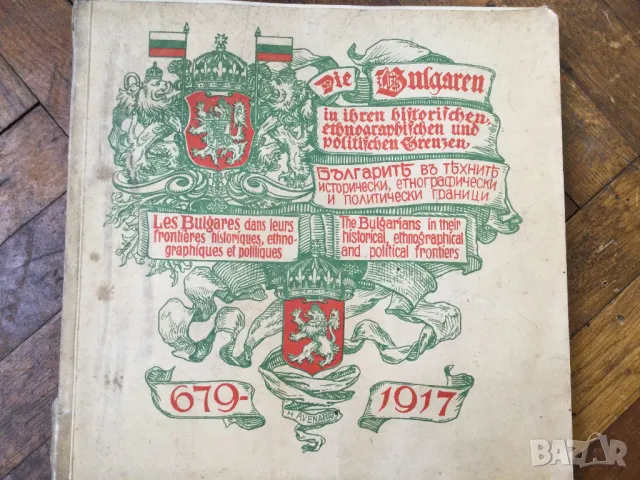 Die Bulgaren
in ihren historischen,
ethnographischen und
politischen Grenzen.
Българитѣ въ тѣхнитѣ
исторически, етнографически
и политически граници
Les Bulgares dans leurs
frontières historiques, ethno-
graphiques et politiques
The Bulgarians in their
historical, ethnographical
and political frontiers
679-
1917
BAZAR
bg